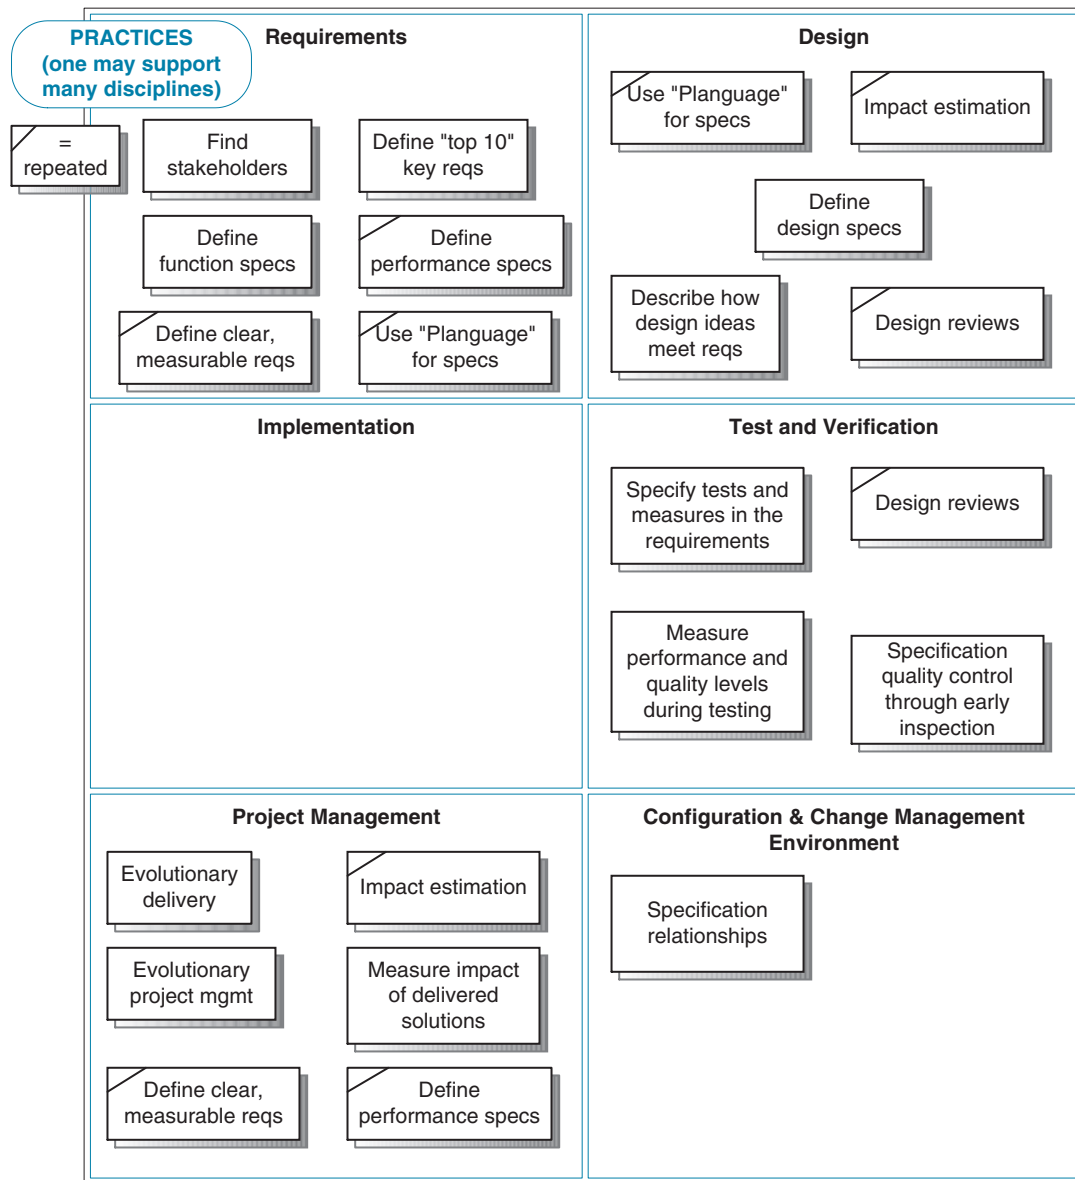 PRACTICES
(one may support
many disciplines)
=
repeated
Requirements
Find
stakeholders
Define "top 10"
key reqs
Define
function specs
Define
performance specs
Define clear,
measurable reqs
Use "Planguage"
for specs
Design
Use "Planguage"
for specs
Impact estimation
Define
design specs
Describe how
design ideas
meet reqs
Design reviews
Implementation
Test and Verification
Specify tests and
measures in the
requirements
Design reviews
Measure
performance and
quality levels
during testing
Specification
quality control
through early
inspection
Project Management
Evolutionary
delivery
Impact estimation
Evolutionary
project mgmt
Measure impact
of delivered
solutions
Define clear,
measurable reqs
Define
performance specs
Configuration & Change Management
Environment
Specification
relationships